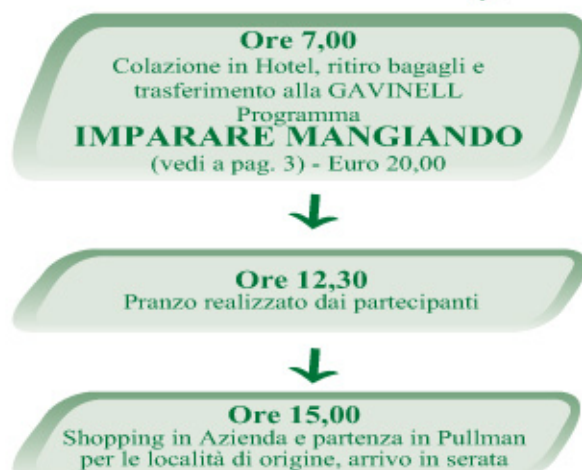 Ore 7,00
Colazione in Hotel, ritiro bagagli e
trasferimento alla GAVINELL
Programma
IMPARARE MANGIANDO
(vedi a pag. 3) - Euro 20,00
Ore 12,30
Pranzo realizzato dai partecipanti
Ore 15,00
Shopping in Azienda e partenza in Pullman
per le località di origine, arrivo in serata